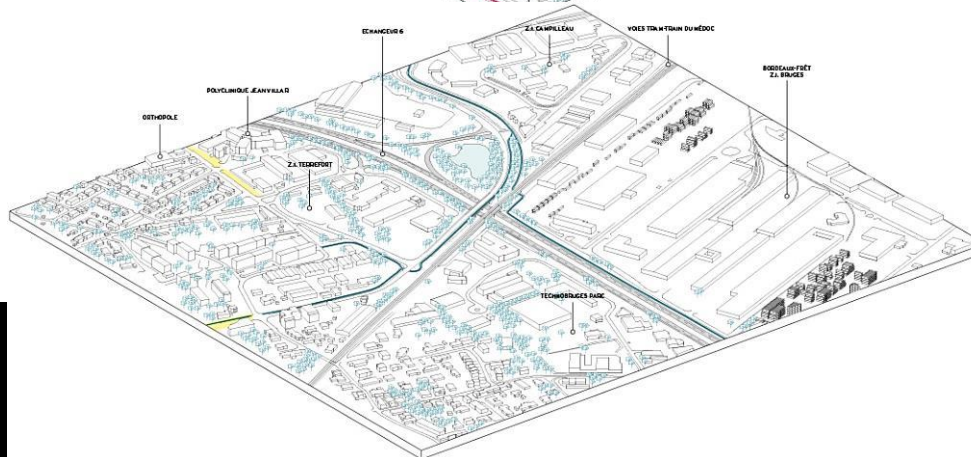 ECHANGEUR 6
Z.I. CAMPILLEAU
VOIES TRAM-TRAIN DU MÉDOC
BORDEAUX-FRÊT
Z.I. BRUGES
POLYCLINIQUE JEAN VILLAR
ORTHOPOLE
Z.I. TERREFORT
TECHNOBRUGES PARC